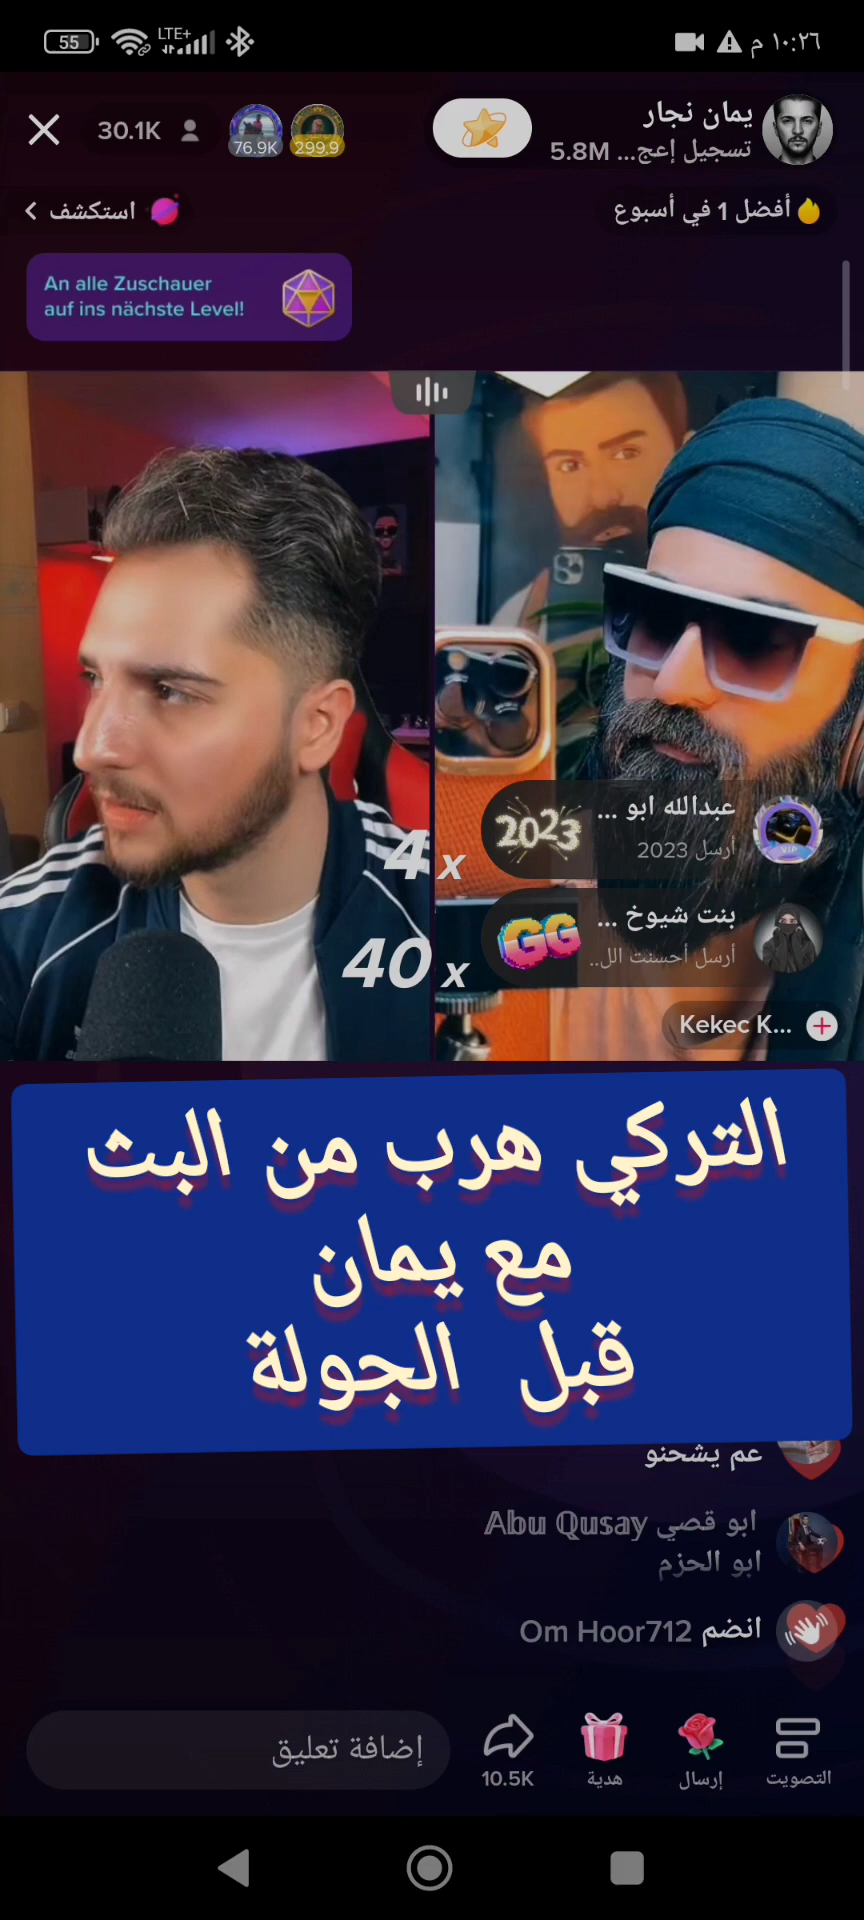 55
LTE+
١٠:٢٦ م
30.1K
76.9K
299.9
يمان نجار
تسجيل إعج... 5.8M
استكشف
أفضل 1 في أسبوع
An alle Zuschauer
auf ins nächste Level!
عبدالله ابو ...
أرسل 2023
2023
4 x
بنت شيوخ ...
أرسل أحسنت الل..
GG
40 x
Kekec K...
التركي هرب من البث
مع يمان
قبل الجولة
عم يشحنو
ابو قصي Abu Qusay
ابو الحزم
Om Hoor712 انضم
إضافة تعليق
10.5K
هدية
إرسال
التصويت